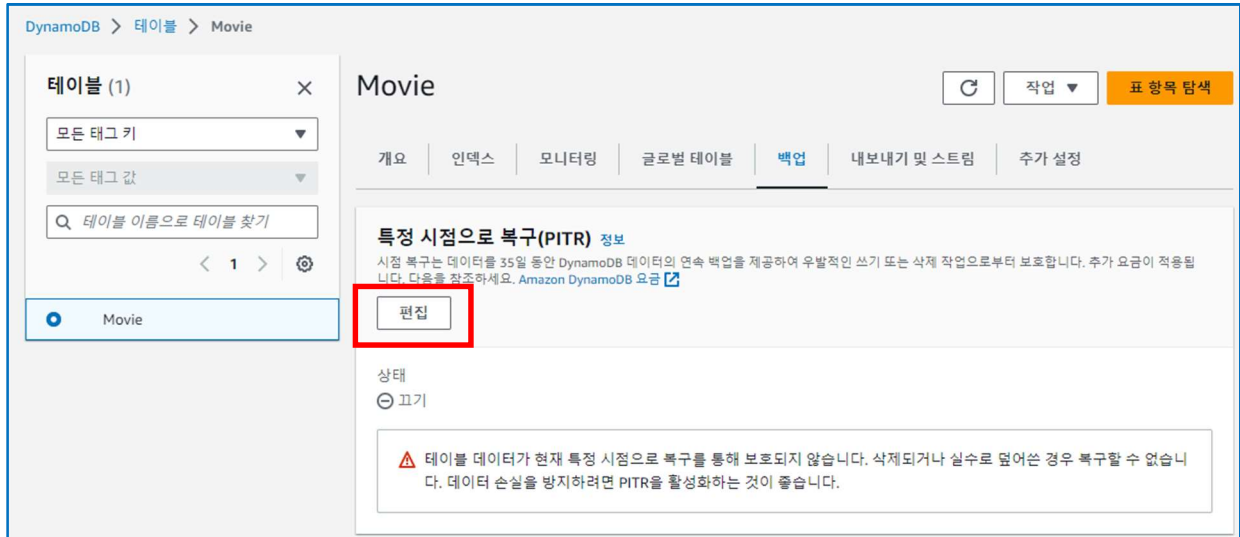 DynamoDB > 테이블 > Movie
테이블 (1)
모든 태그 키
모든 태그 값
테이블 이름으로 테이블 찾기
< 1 >
Movie
Movie
작업 ▼
표 항목 탐색
개요
인덱스
모니터링
글로벌 테이블
백업
내보내기 및 스트림
추가 설정
특정 시점으로 복구(PITR) 정보
시점 복구는 데이터를 35일 동안 DynamoDB 데이터의 연속 백업을 제공하여 우발적인 쓰기 또는 삭제 작업으로부터 보호합니다. 추가 요금이 적용됩
니다. 다음을 참조하세요. Amazon DynamoDB 요금
편집
상태
끄기
테이블 데이터가 현재 특정 시점으로 복구를 통해 보호되지 않습니다. 삭제되거나 실수로 덮어쓴 경우 복구할 수 없습니
다. 데이터 손실을 방지하려면 PITR을 활성화하는 것이 좋습니다.